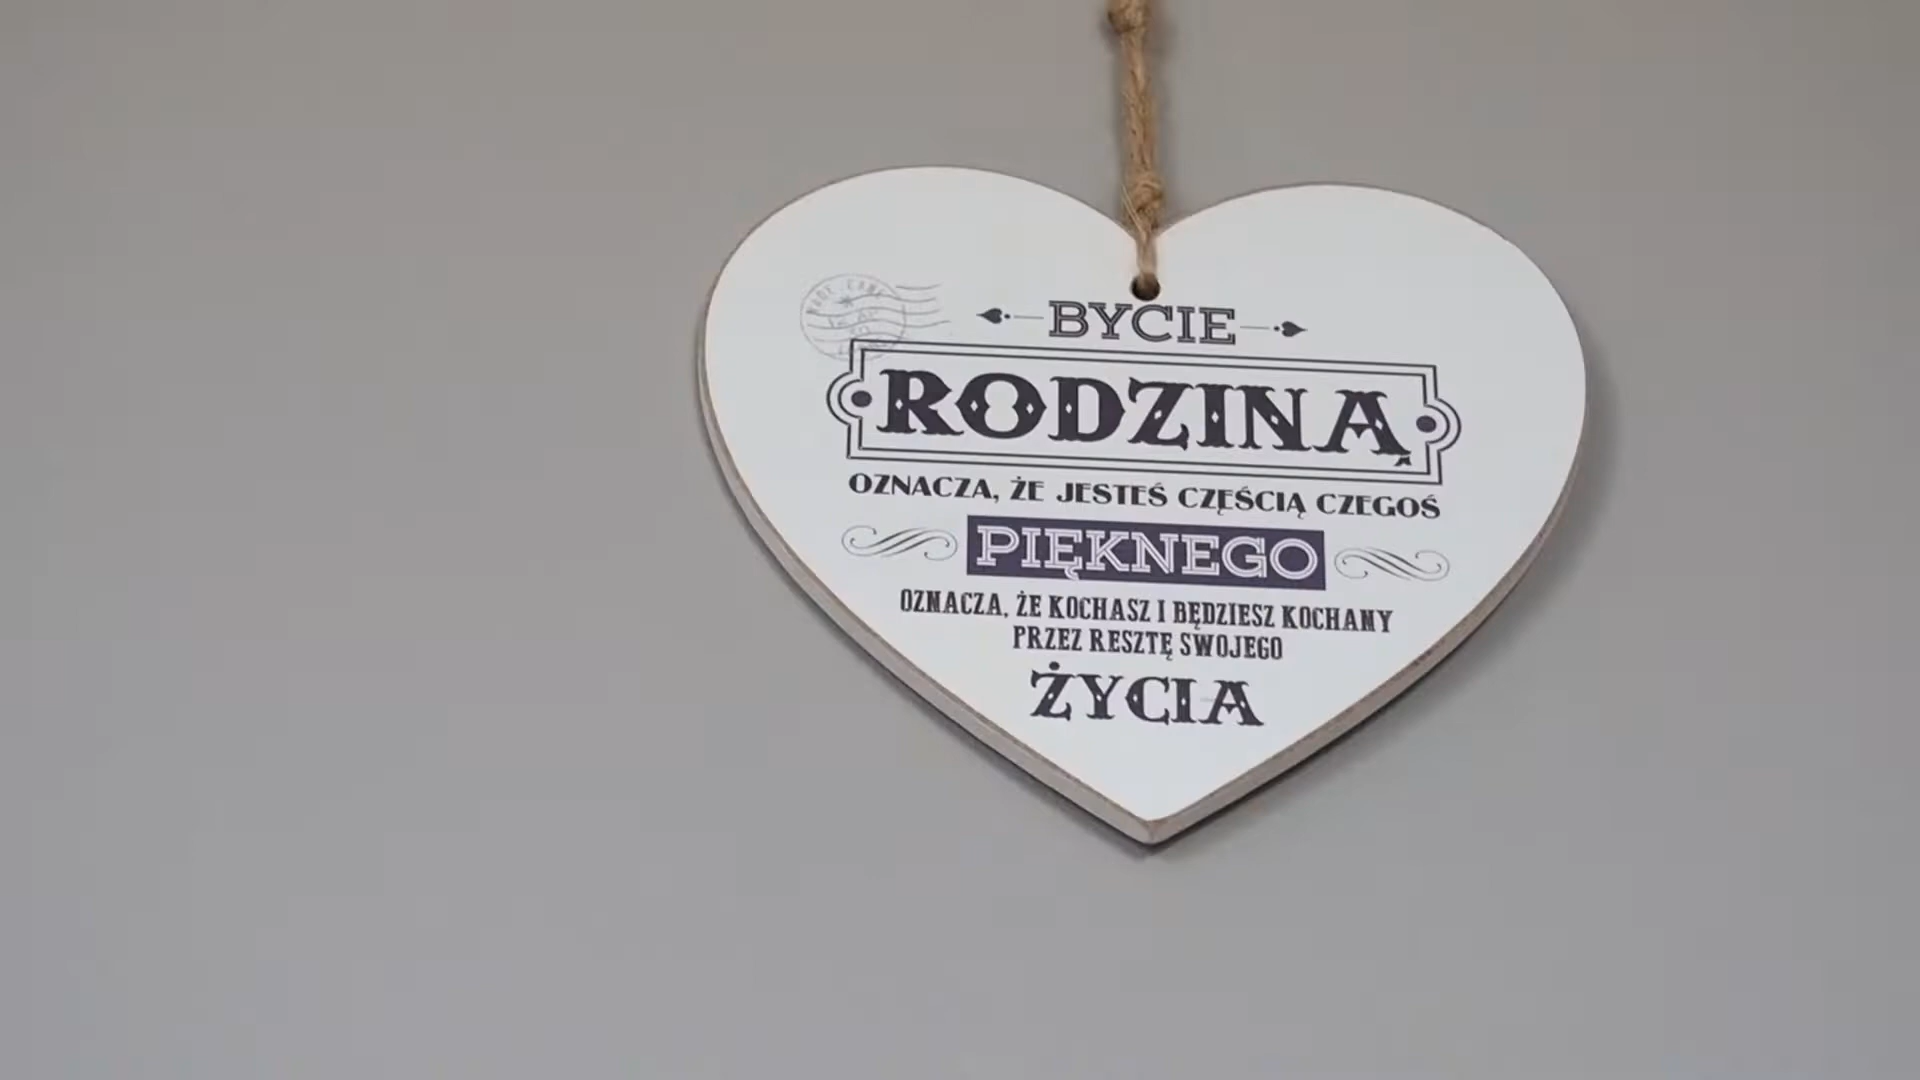 BYCIE
RODZINĄ
OZNACZA, ŻE JESTEŚ CZĘŚCIĄ CZEGOŚ
PIĘKNEGO
OZNACZA, ŻE KOCHASZ I BĘDZIESZ KOCHANY
PRZEZ RESZTĘ SWOJEGO
ŻYCIA